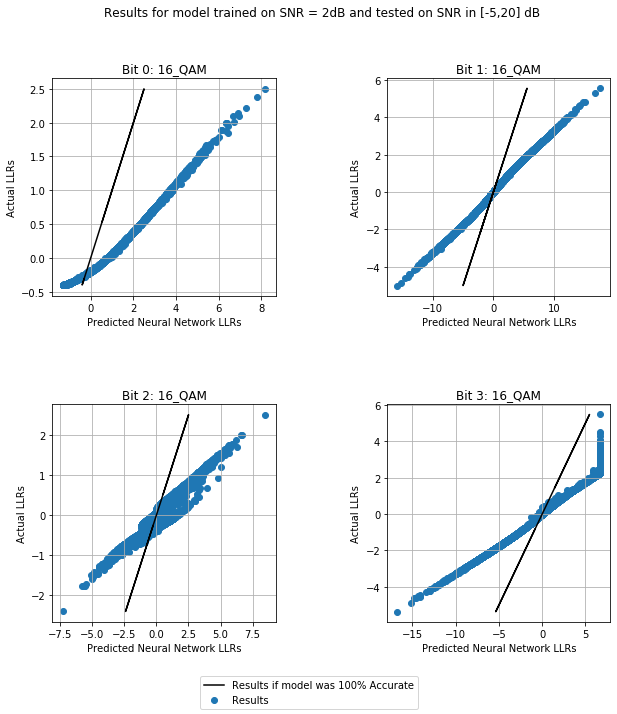 Results for model trained on SNR = 2dB and tested on SNR in [-5,20] dB
Bit 0: 16_QAM
Actual LLRs
2.5
2.0
1.5
1.0
0.5
0.0
−0.5
0 2 4 6 8
Predicted Neural Network LLRs
Bit 1: 16_QAM
Actual LLRs
6
4
2
0
−2
−4
−10 0 10
Predicted Neural Network LLRs
Bit 2: 16_QAM
Actual LLRs
2
1
0
−1
−2
−7.5 −5.0 −2.5 0.0 2.5 5.0 7.5
Predicted Neural Network LLRs
Bit 3: 16_QAM
Actual LLRs
6
4
2
0
−2
−4
−15 −10 −5 0 5
Predicted Neural Network LLRs
Results if model was 100% Accurate
Results